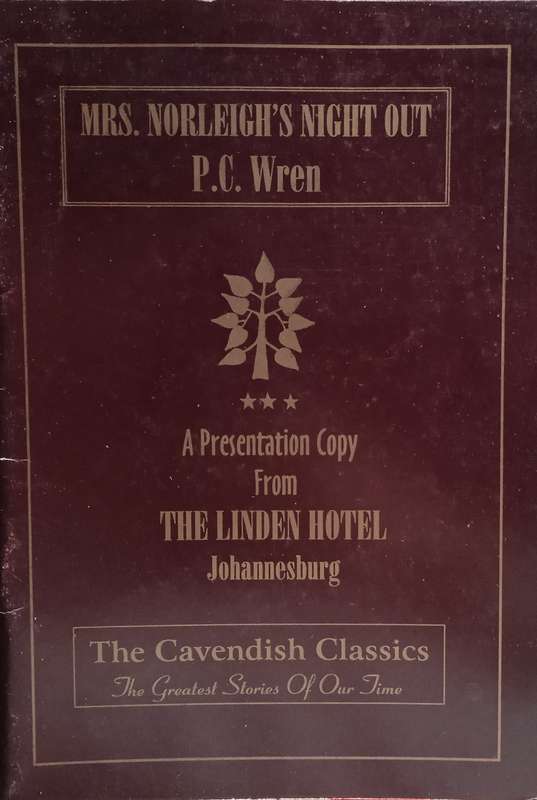 MRS. NORLEIGH'S NIGHT OUT
P.C. Wren
A Presentation Copy
From
THE LINDEN HOTEL
Johannesburg
The Cavendish Classics
The Greatest Stories Of Our Time